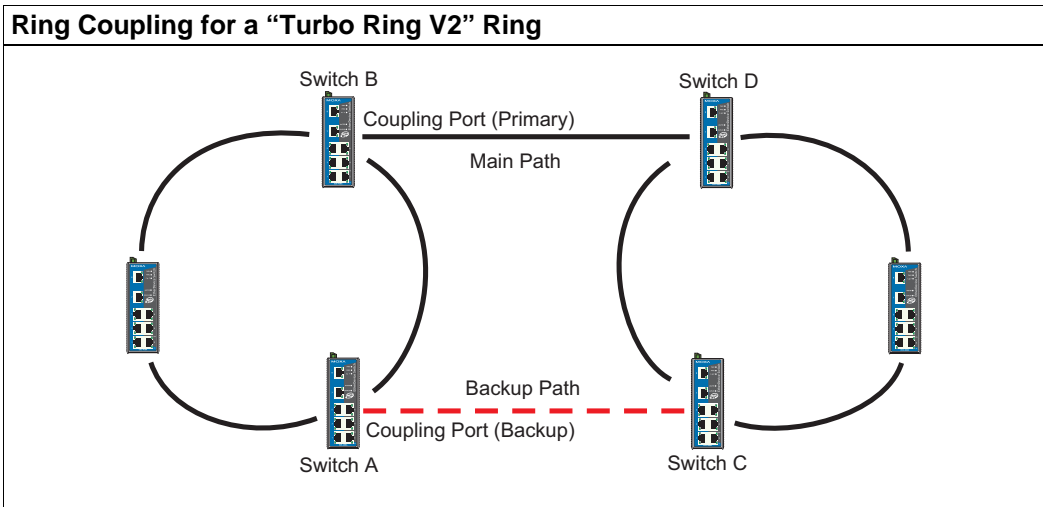 Ring Coupling for a “Turbo Ring V2” Ring
Switch B
Switch D
Coupling Port (Primary)
Main Path
Backup Path
Coupling Port (Backup)
Switch A
Switch C